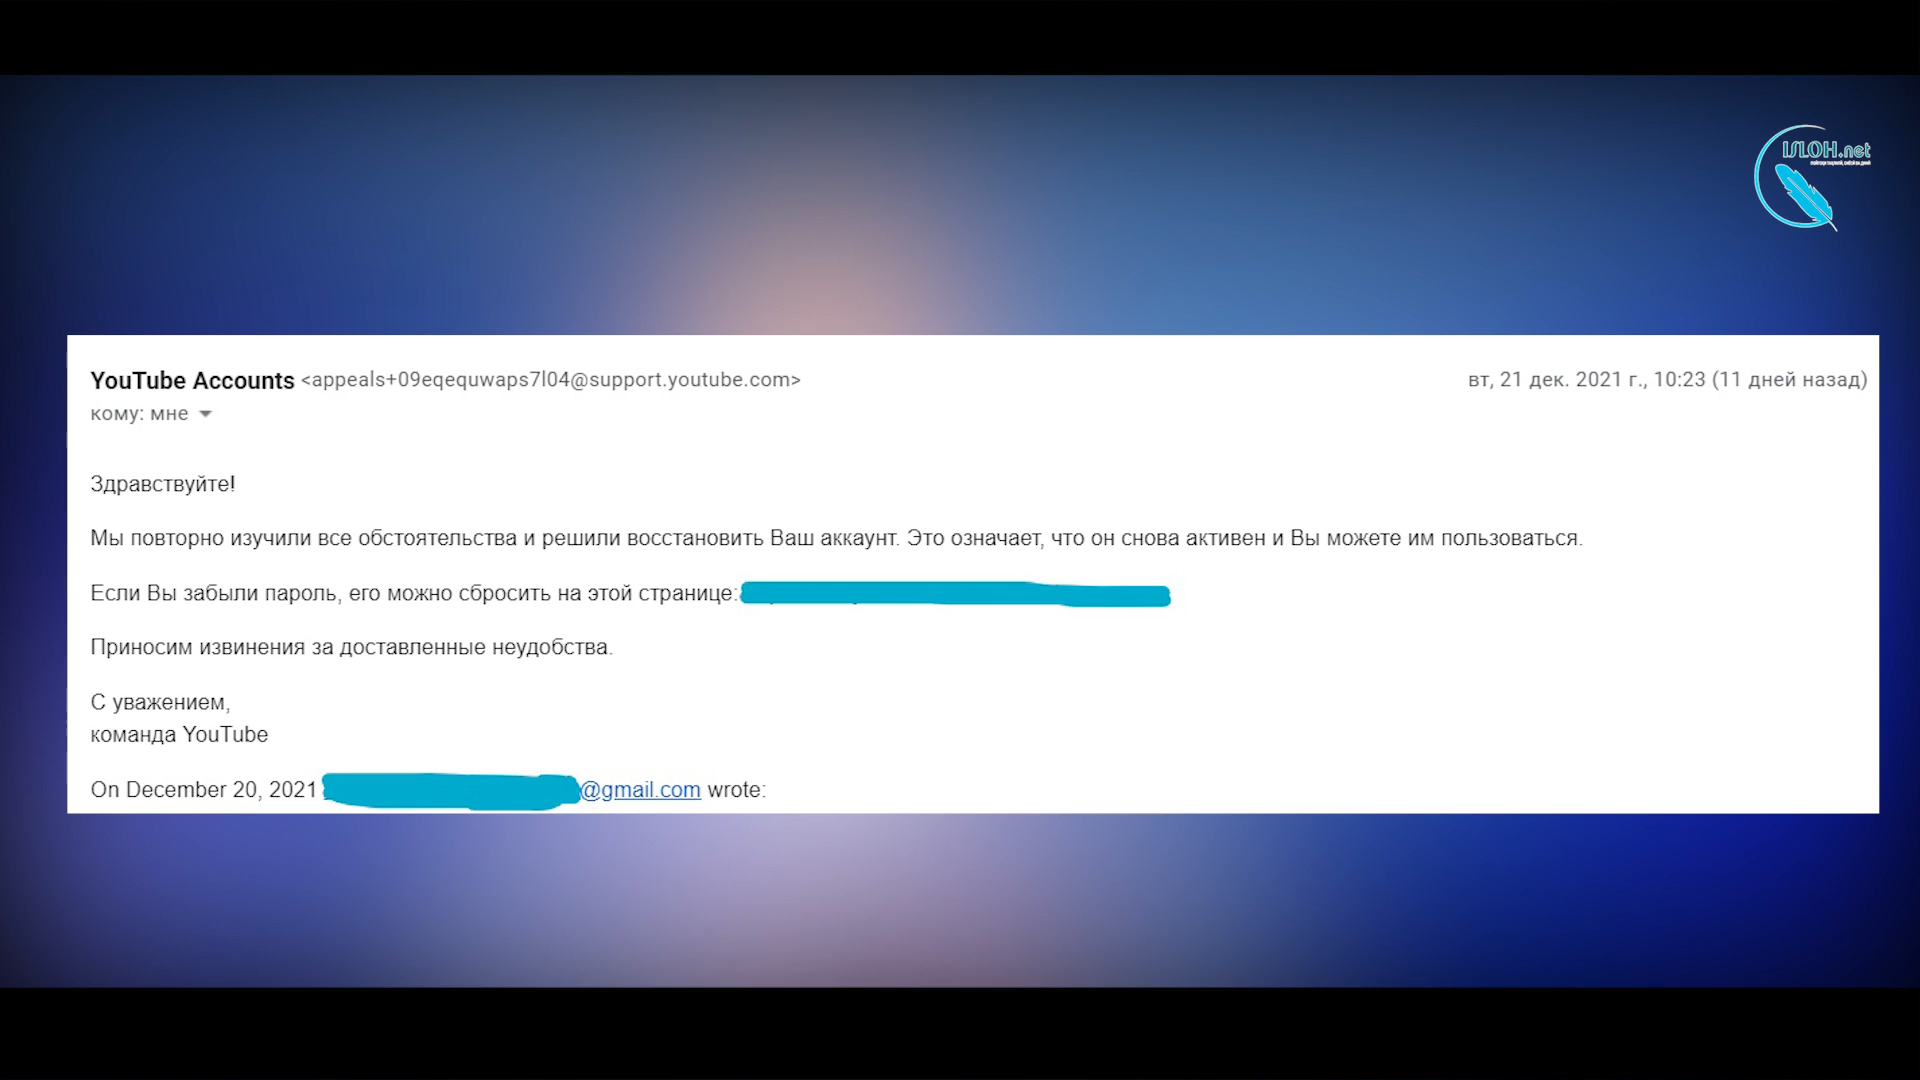 ISLOH.net
YouTube Accounts <appeals+09eqequwaps7l04@support.youtube.com>
вт, 21 дек. 2021 г., 10:23 (11 дней назад)
кому: мне
Здравствуйте!
Мы повторно изучили все обстоятельства и решили восстановить Ваш аккаунт. Это означает, что он снова активен и Вы можете им пользоваться.
Если Вы забыли пароль, его можно сбросить на этой странице:
Приносим извинения за доставленные неудобства.
С уважением,
команда YouTube
On December 20, 2021 @gmail.com wrote: